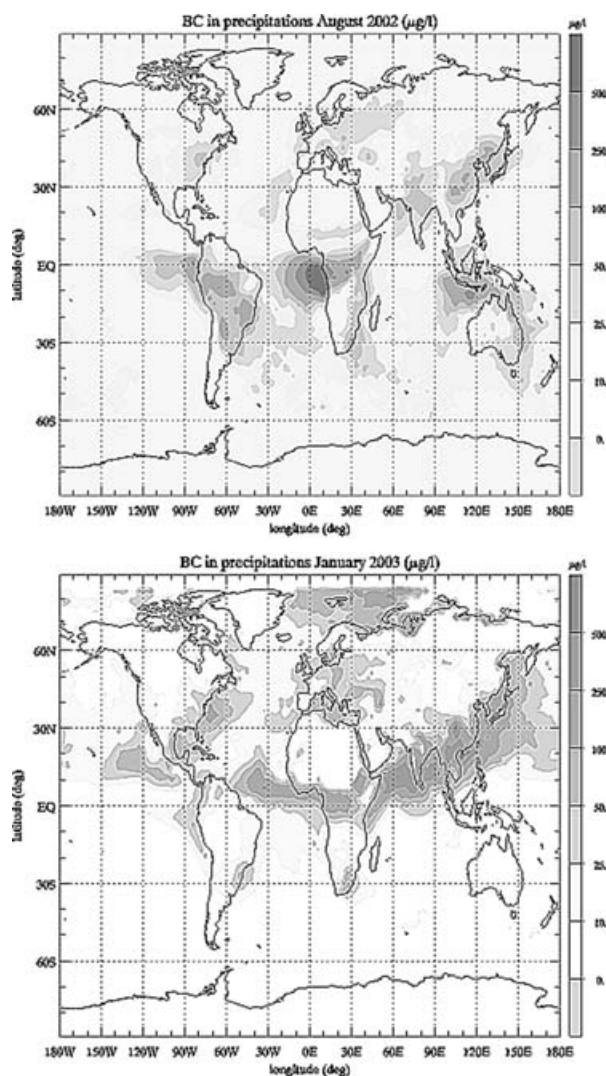 BC in precipitations August 2002 (µg/l)
µg/l
60N
30N
EQ
30S
60S
latitude (deg)
500.
250.
100.
50.
25.
10.
0.
180W 150W 120W 90W 60W 30W 0E 30E 60E 90E 120E 150E 180E
longitude (deg)
BC in precipitations January 2003 (µg/l)
µg/l
60N
30N
EQ
30S
60S
latitude (deg)
500.
250.
100.
50.
25.
10.
0.
180W 150W 120W 90W 60W 30W 0E 30E 60E 90E 120E 150E 180E
longitude (deg)